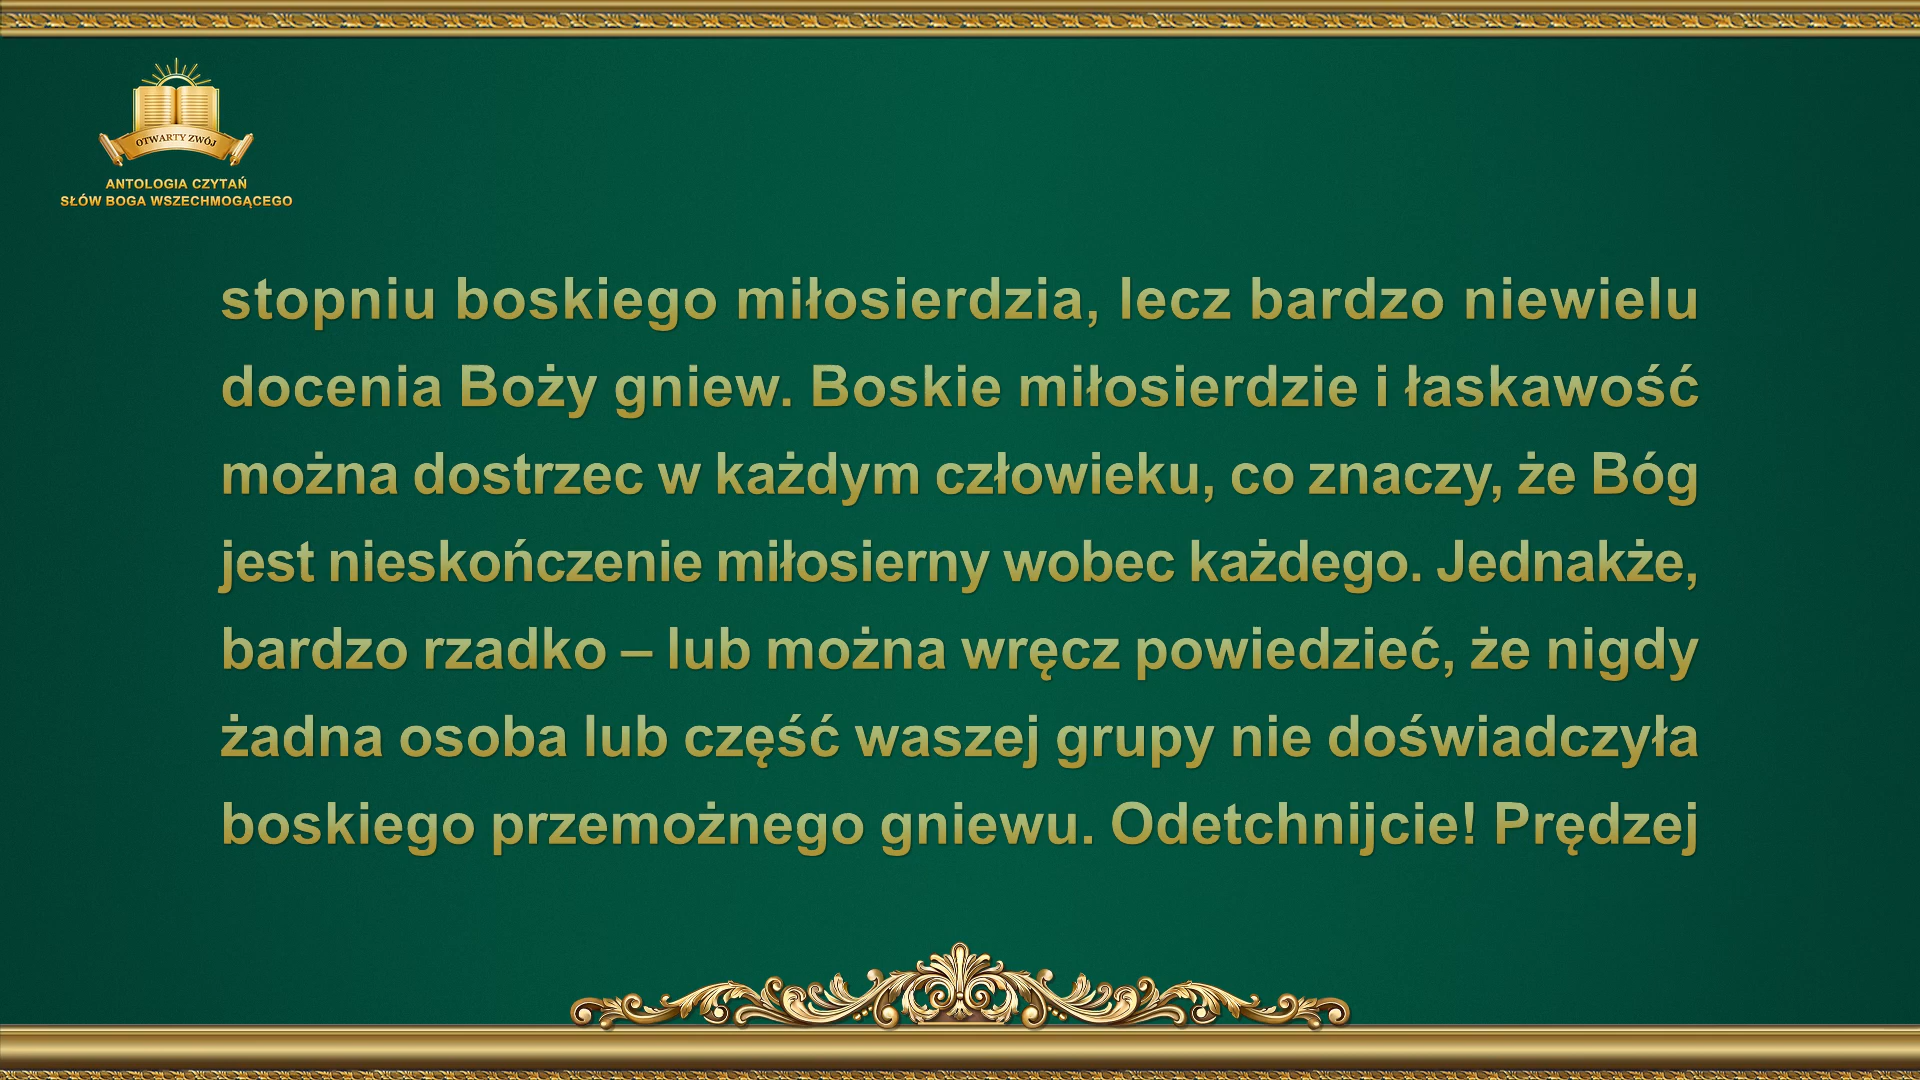 OTWARTY ZWÓJ
ANTOLOGIA CZYTAŃ
SŁÓW BOGA WSZECHMOGĄCEGO
stopniu boskiego miłosierdzia, lecz bardzo niewielu
docenia Boży gniew. Boskie miłosierdzie i łaskawość
można dostrzec w każdym człowieku, co znaczy, że Bóg
jest nieskończenie miłosierny wobec każdego. Jednakże,
bardzo rzadko – lub można wręcz powiedzieć, że nigdy
żadna osoba lub część waszej grupy nie doświadczyła
boskiego przemożnego gniewu. Odetchnijcie! Prędzej